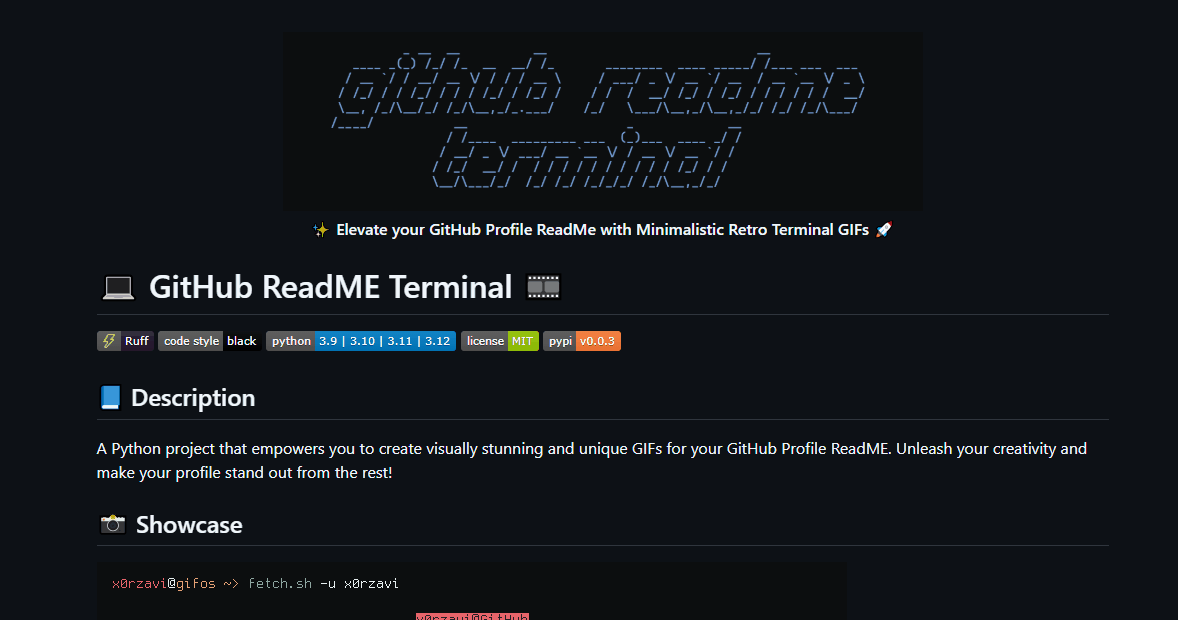 github readme
terminal
✨ Elevate your GitHub Profile ReadMe with Minimalistic Retro Terminal GIFs 🚀
💻 GitHub ReadME Terminal 🎞️
Ruff code style black python 3.9 | 3.10 | 3.11 | 3.12 license MIT pypi v0.0.3
📘 Description
A Python project that empowers you to create visually stunning and unique GIFs for your GitHub Profile ReadME. Unleash your creativity and
make your profile stand out from the rest!
📸 Showcase
x0rzavi@gifos ~> fetch.sh -u x0rzavi
x0rzavi@GitHub